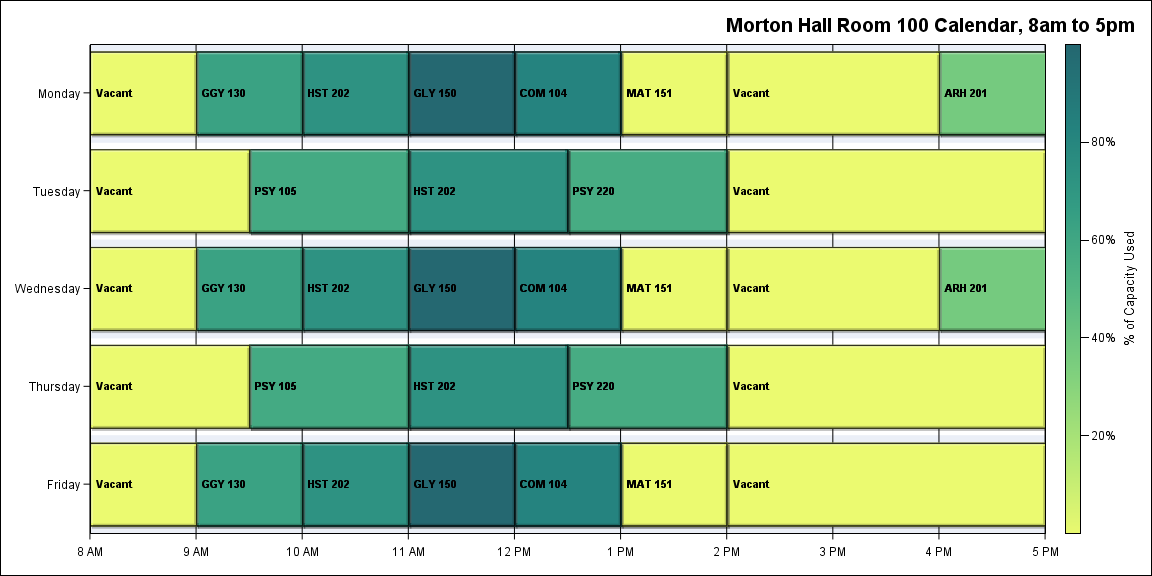 Morton Hall Room 100 Calendar, 8am to 5pm
Monday
Vacant
GGY 130
HST 202
GLY 150
COM 104
MAT 151
Vacant
ARH 201
Tuesday
Vacant
PSY 105
HST 202
PSY 220
Vacant
Wednesday
Vacant
GGY 130
HST 202
GLY 150
COM 104
MAT 151
Vacant
ARH 201
Thursday
Vacant
PSY 105
HST 202
PSY 220
Vacant
Friday
Vacant
GGY 130
HST 202
GLY 150
COM 104
MAT 151
Vacant
8 AM
9 AM
10 AM
11 AM
12 PM
1 PM
2 PM
3 PM
4 PM
5 PM
80%
60%
40%
20%
% of Capacity Used